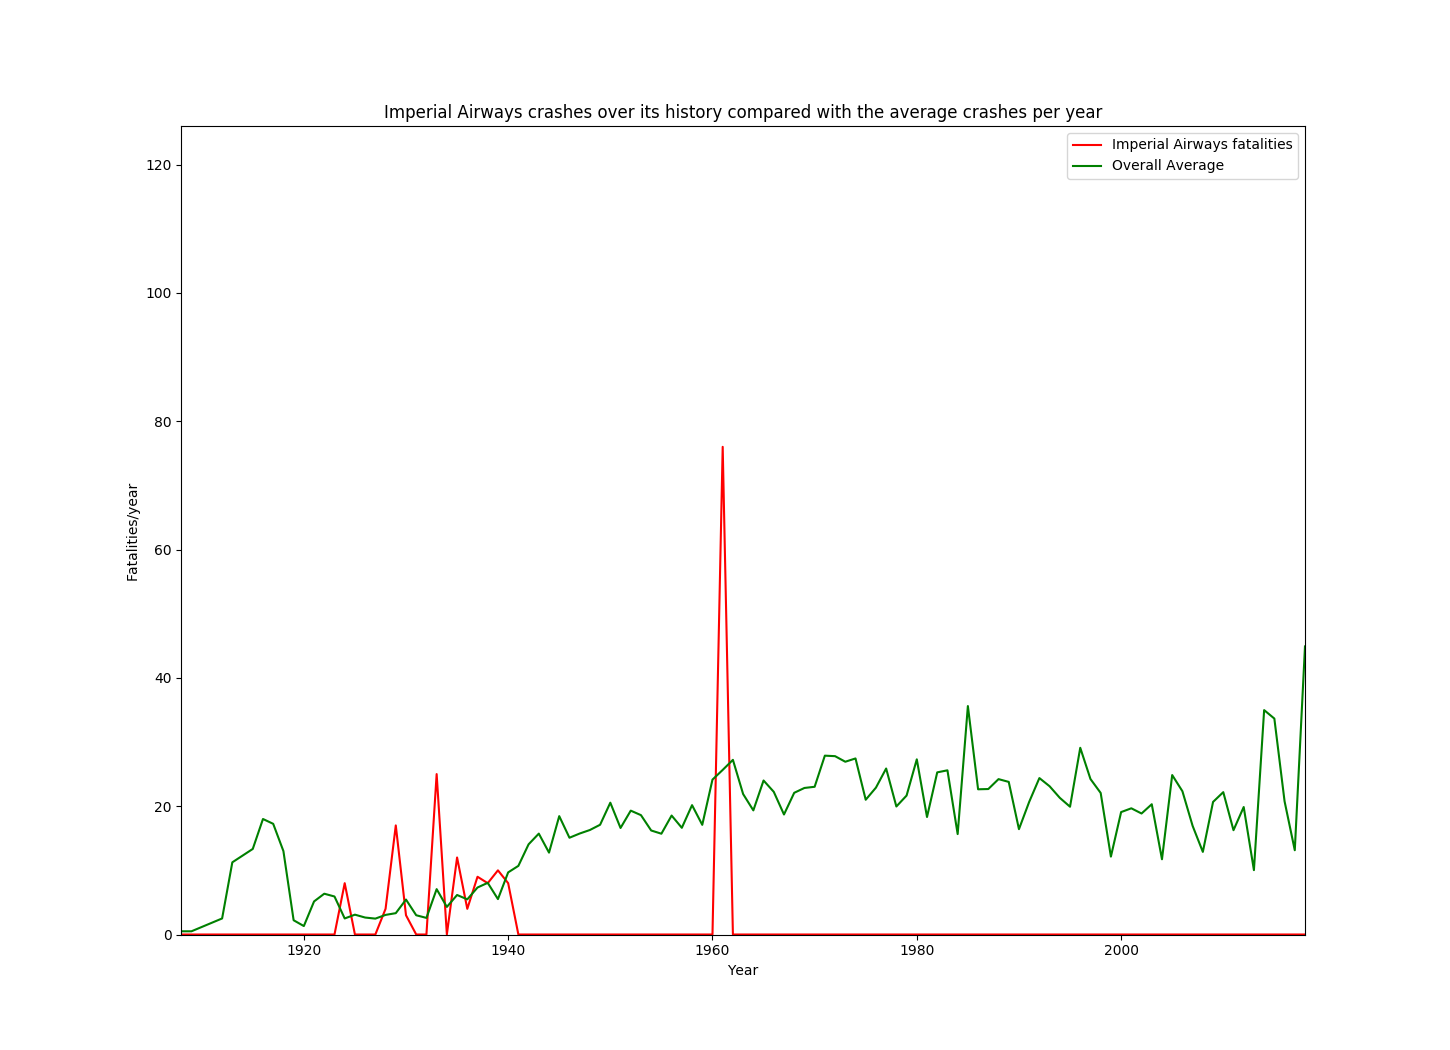 Imperial Airways crashes over its history compared with the average crashes per year
Imperial Airways fatalities
Overall Average
120
100
80
60
40
20
0
Fatalities/year
1920 1940 1960 1980 2000
Year